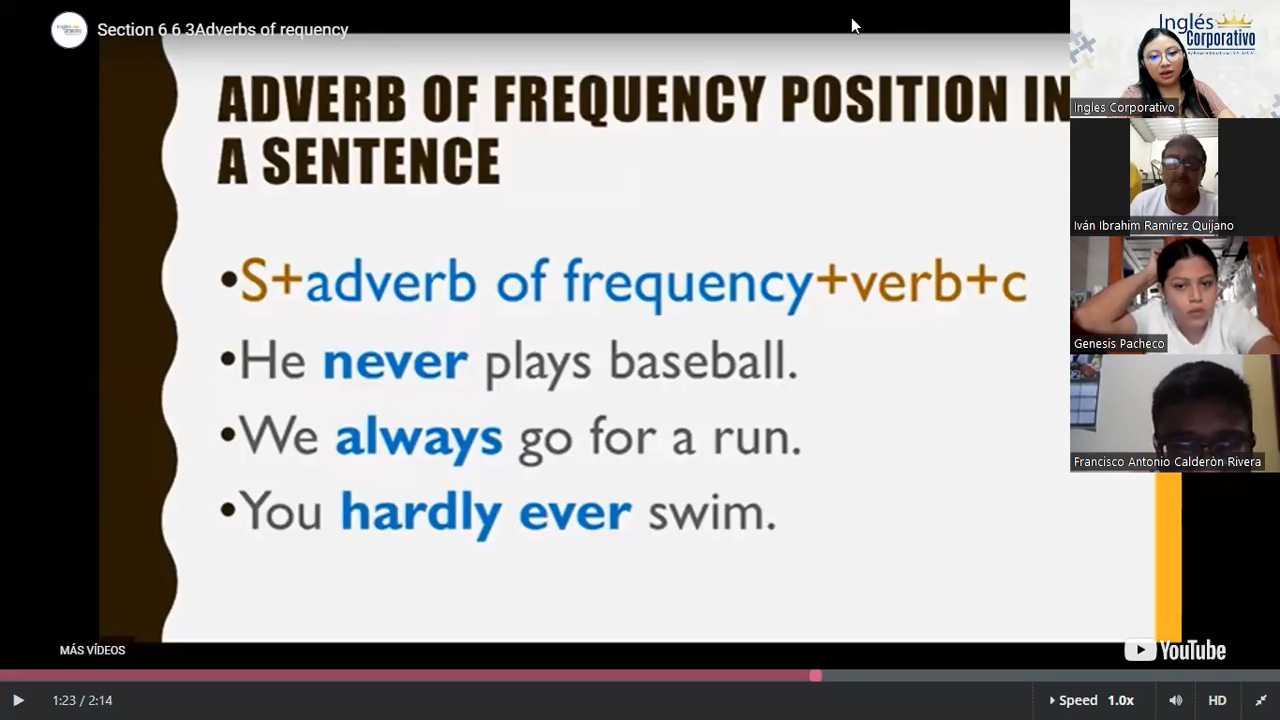 Section 6 6 3Adverbs of requency
ADVERB OF FREQUENCY POSITION IN
A SENTENCE
•S+adverb of frequency+verb+c
•He never plays baseball.
•We always go for a run.
•You hardly ever swim.
MÁS VÍDEOS
YouTube
1:23 / 2:14
Speed 1.0x
HD
Inglés
Corporativo
Ingles Corporativo
Iván Ibrahim Ramírez Quijano
Genesis Pacheco
Francisco Antonio Calderòn Rivera